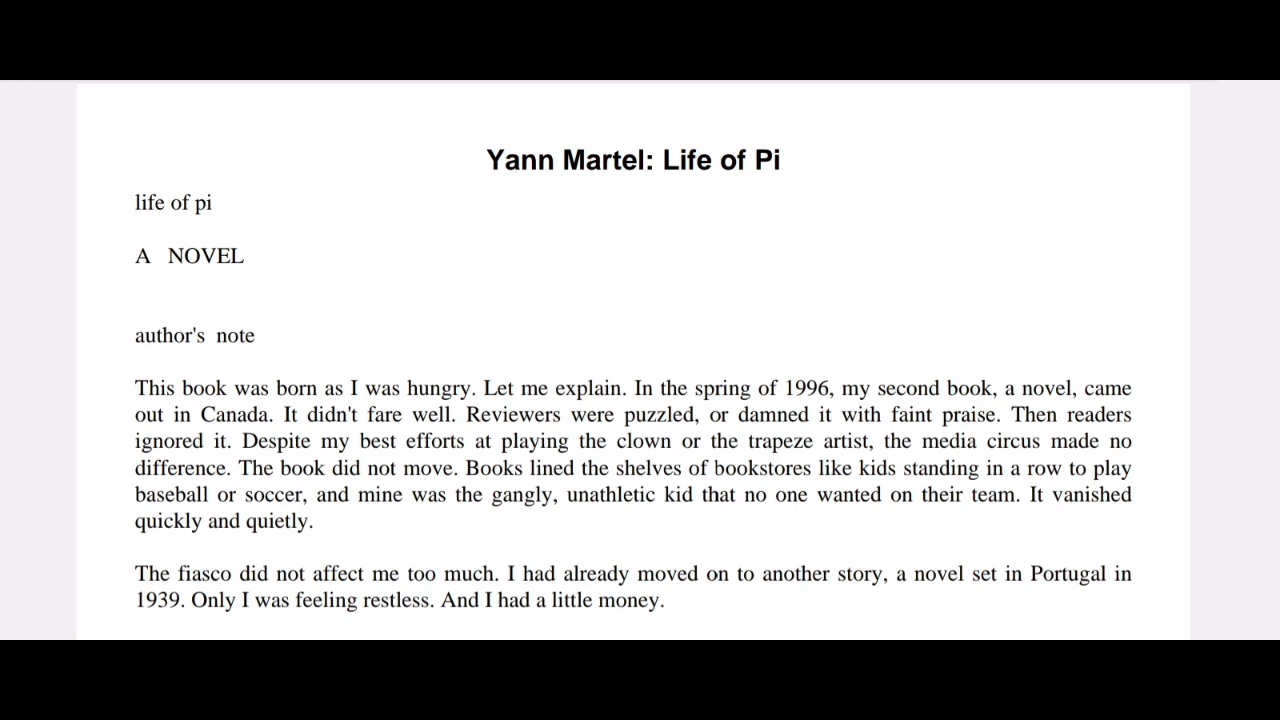 Yann Martel: Life of Pi
life of pi
A NOVEL
author's note
This book was born as I was hungry. Let me explain. In the spring of 1996, my second book, a novel, came
out in Canada. It didn't fare well. Reviewers were puzzled, or damned it with faint praise. Then readers
ignored it. Despite my best efforts at playing the clown or the trapeze artist, the media circus made no
difference. The book did not move. Books lined the shelves of bookstores like kids standing in a row to play
baseball or soccer, and mine was the gangly, unathletic kid that no one wanted on their team. It vanished
quickly and quietly.
The fiasco did not affect me too much. I had already moved on to another story, a novel set in Portugal in
1939. Only I was feeling restless. And I had a little money.